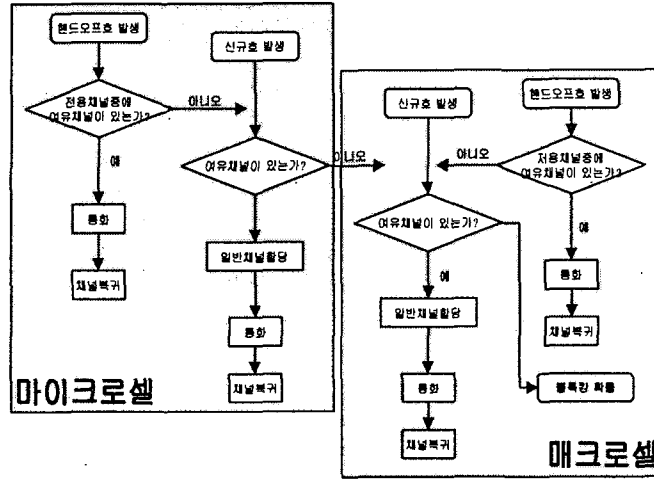 핸드오프호 발생
전용채널중에
여유채널이 있는가?
아니오
예
통화
채널복귀
신규호 발생
여유채널이 있는가?
아니오
일반채널할당
통화
채널복귀
마이크로셀
신규호 발생
여유채널이 있는가?
예
일반채널할당
통화
채널복귀
핸드오프호 발생
저용채널중에
여유채널이 있는가?
아니오
예
통화
채널복귀
블록킹 확률
매크로셀